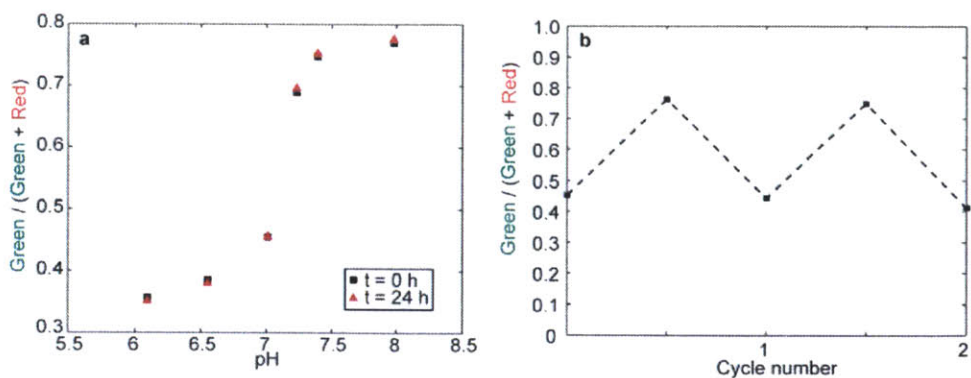 a
Green / (Green + Red)
0.8
0.7
0.6
0.5
0.4
0.3
5.5 6 6.5 7 7.5 8 8.5
pH
t = 0 h
t = 24 h
b
Green / (Green + Red)
1.0
0.9
0.8
0.7
0.6
0.5
0.4
0.3
0.2
0.1
0
1 2
Cycle number